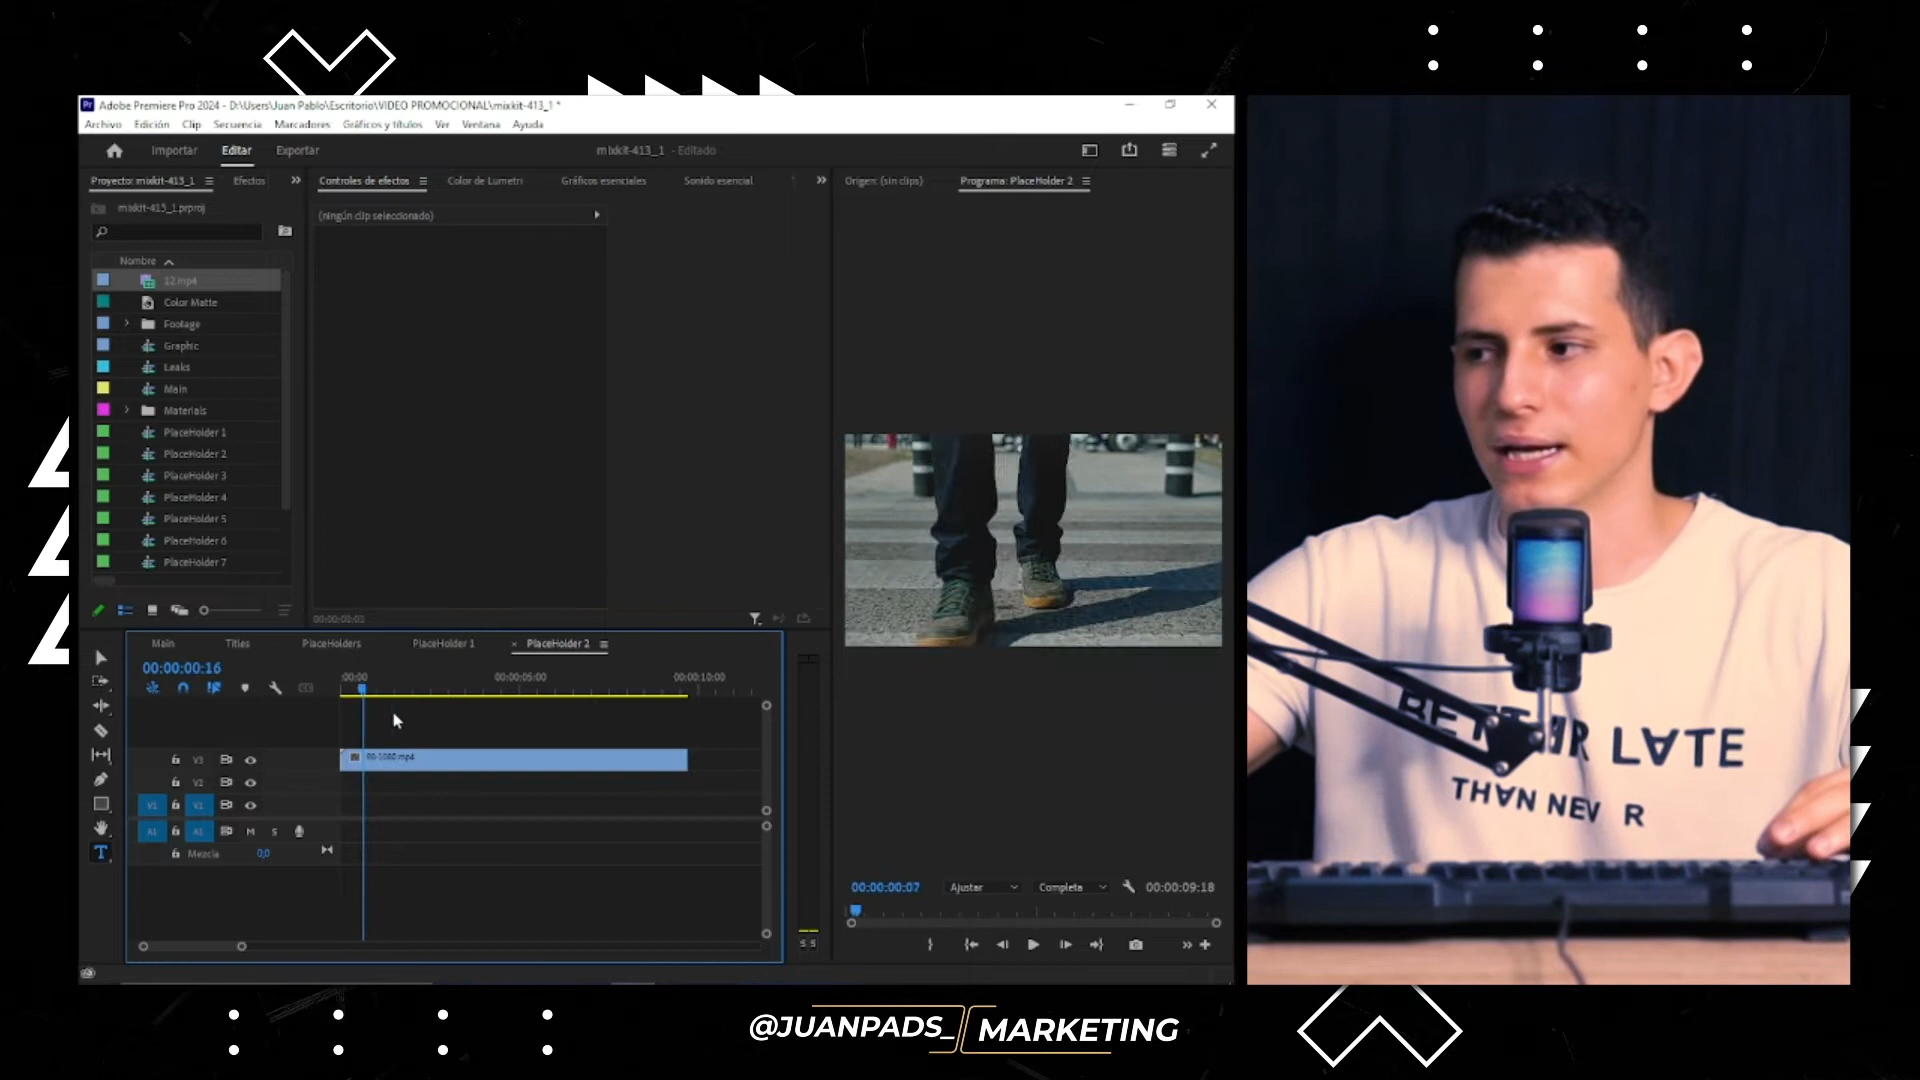 Pr Adobe Premiere Pro 2024 - D:\Users\Juan Pablo\Escritorio\VIDEO PROMOCIONAL\mixkit-413_1 *
Archivo Edición Clip Secuencia Marcadores Gráficos y títulos Ver Ventana Ayuda
Importar Editar Exportar mixkit-413_1 - Editado
Proyecto: mixkit-413_1 Efectos
Controles de efectos Color de Lumetri Gráficos esenciales Sonido esencial
Origen: (sin clips) Programa: PlaceHolder 2
mixkit-413_1.prproj
(ningún clip seleccionado)
Nombre
12.mp4
Color Matte
Footage
Graphic
Leaks
Main
Materials
PlaceHolder 1
PlaceHolder 2
PlaceHolder 3
PlaceHolder 4
PlaceHolder 5
PlaceHolder 6
PlaceHolder 7
Main Titles PlaceHolders PlaceHolder 1 × PlaceHolder 2
00:00:00:16
:00:00 00:00:05:00 00:00:10:00
V3
V2
V1 V1
A1 A1 M S
Mezcla 0,0
S S
00:00:00:07 Ajustar Completa 00:00:09:18
LATE
THAN NEV R
@JUANPADS_ MARKETING